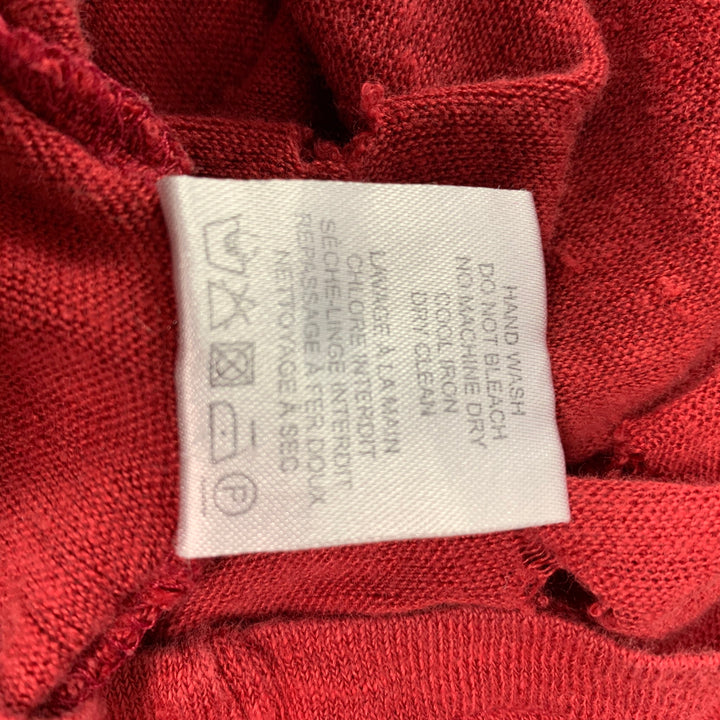 HAND WASH
DO NOT BLEACH
NO MACHINE DRY
COOL IRON
DRY CLEAN
LAVAGE À LA MAIN
CHLORE INTERDIT
SÈCHE-LINGE INTERDIT
REPASSAGE À FER DOUX
NETTOYAGE À SEC
P